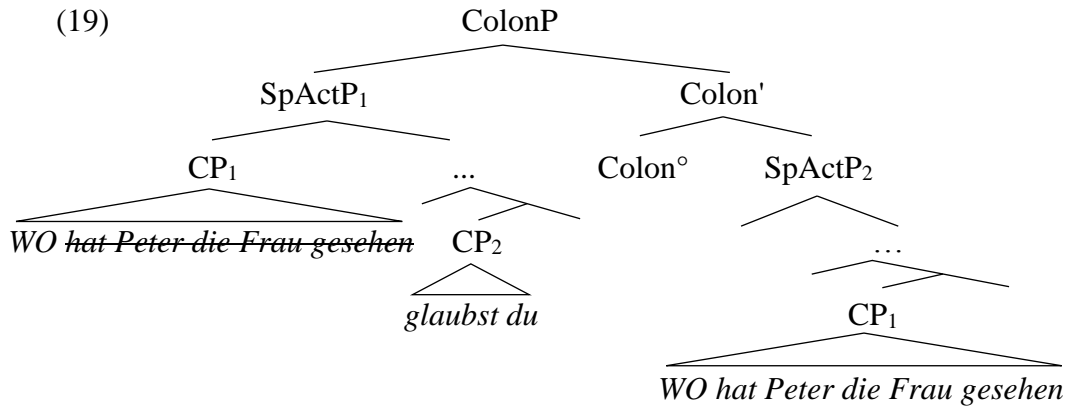 (19) ColonP
SpActP₁ Colon'
CP₁ ... Colon° SpActP₂
WO hat Peter die Frau gesehen CP₂ …
glaubst du CP₁
WO hat Peter die Frau gesehen